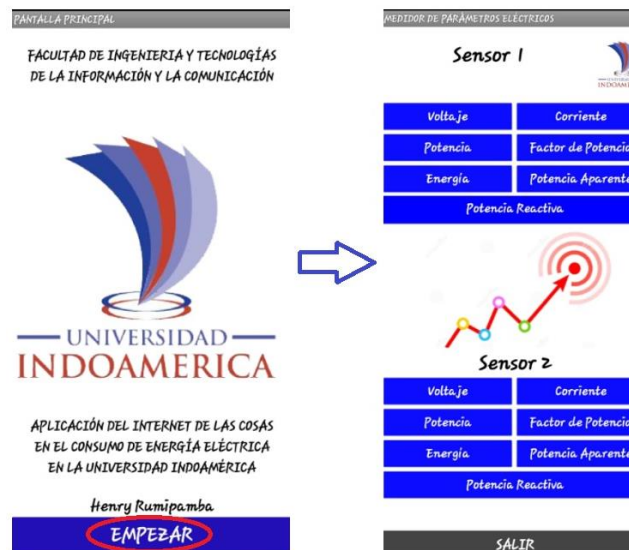 PANTALLA PRINCIPAL
FACULTAD DE INGENIERIA Y TECNOLOGÍAS
DE LA INFORMACIÓN Y LA COMUNICACIÓN
UNIVERSIDAD
INDOAMERICA
APLICACIÓN DEL INTERNET DE LAS COSAS
EN EL CONSUMO DE ENERGÍA ELÉCTRICA
EN LA UNIVERSIDAD INDOAMÉRICA
Henry Rumipamba
EMPEZAR
MEDIDOR DE PARÁMETROS ELÉCTRICOS
Sensor 1
Voltaje Corriente
Potencia Factor de Potencia
Energía Potencia Aparente
Potencia Reactiva
Sensor 2
Voltaje Corriente
Potencia Factor de Potencia
Energía Potencia Aparente
Potencia Reactiva
SALIR